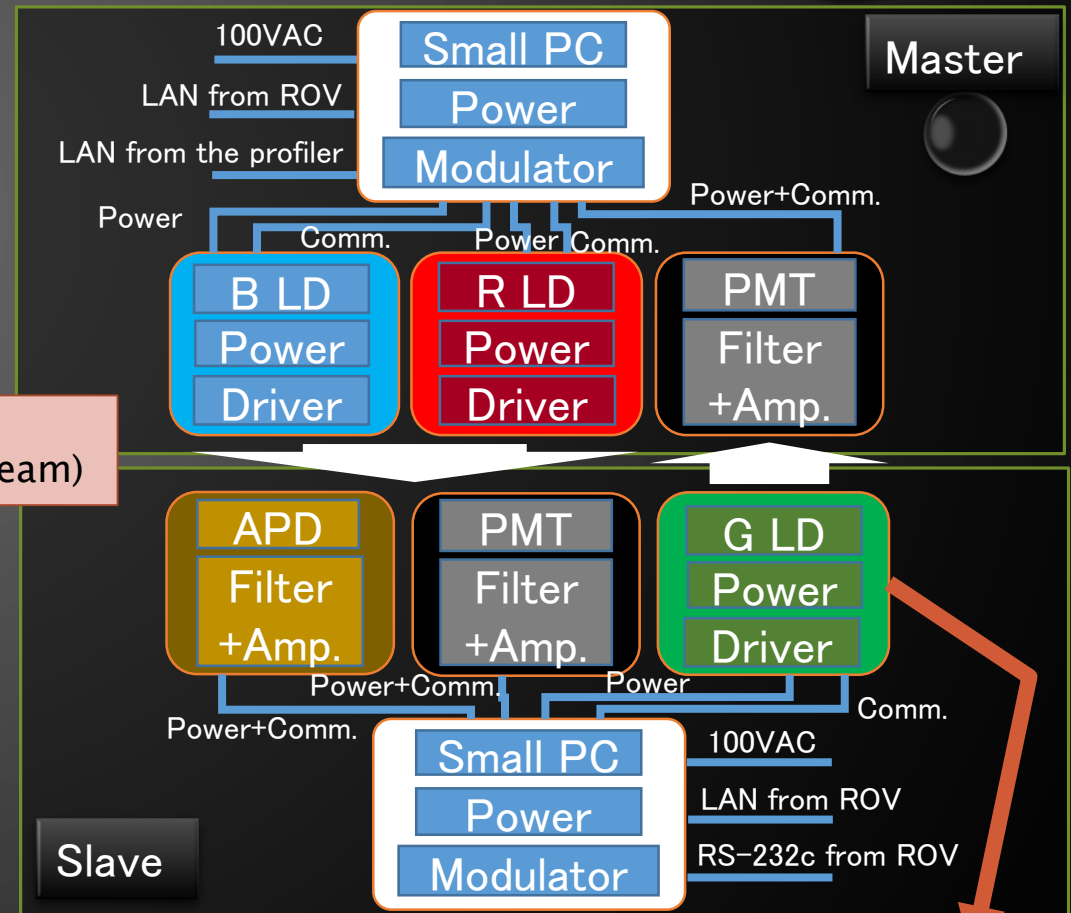 100VAC
Small PC
Master
LAN from ROV
Power
LAN from the profiler
Modulator
Power
Comm.
Power
Comm.
Power+Comm.
B LD
Power
Driver
R LD
Power
Driver
PMT
Filter
+Amp.
APD
Filter
+Amp.
PMT
Filter
+Amp.
G LD
Power
Driver
Power+Comm.
Power+Comm.
Power
Comm.
Small PC
Power
Modulator
100VAC
LAN from ROV
RS-232c from ROV
Slave